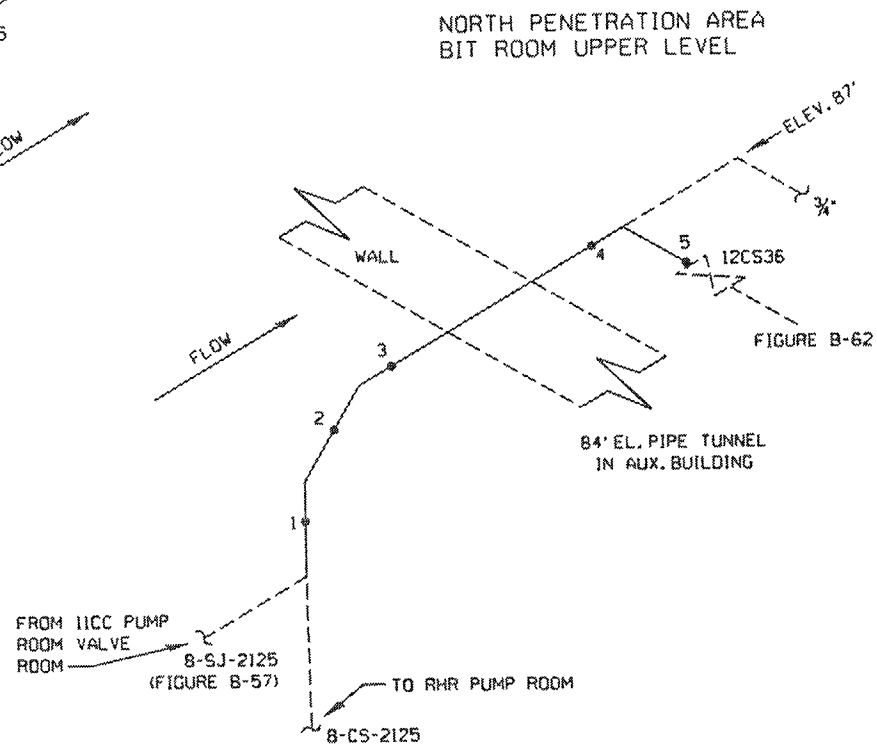 6
NORTH PENETRATION AREA
BIT ROOM UPPER LEVEL
ELEV. 87'
3/4"
4
5
12CS36
WALL
FIGURE B-62
FLOW
3
84' EL. PIPE TUNNEL
IN AUX. BUILDING
2
1
FROM 11CC PUMP
ROOM VALVE
ROOM
8-SJ-2125
(FIGURE B-57)
TO RHR PUMP ROOM
8-CS-2125